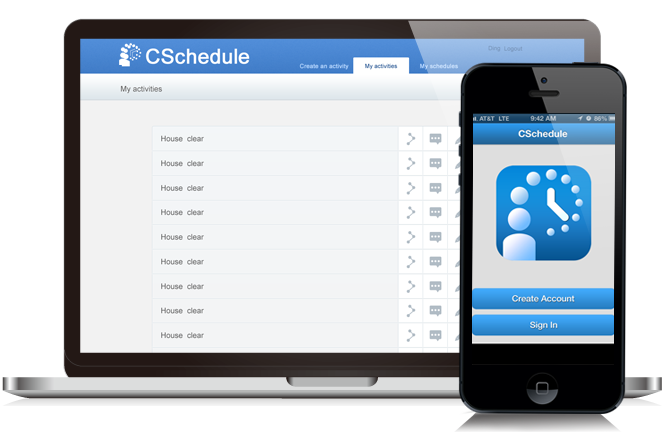 CSchedule
Ding Logout
Create an activity
My activities
My schedules
My activities
House clear
House clear
House clear
House clear
House clear
House clear
House clear
House clear
House clear
AT&T LTE 9:42 AM 86%
CSchedule
Create Account
Sign In